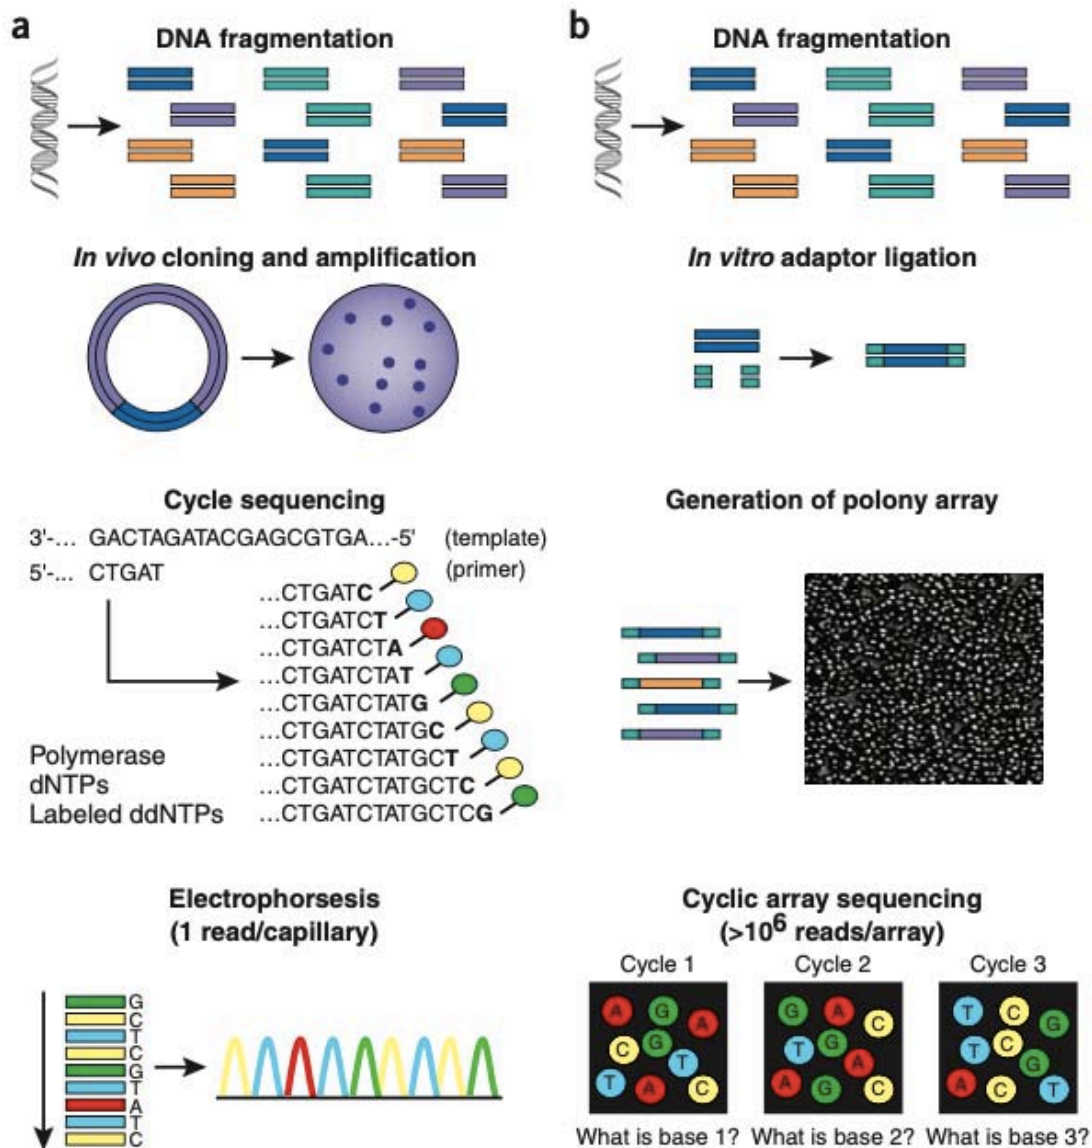 a
DNA fragmentation
In vivo cloning and amplification
Cycle sequencing
3'-... GACTAGATACGAGCGTGA...-5' (template)
5'-... CTGAT (primer)
...CTGATC
...CTGATCT
...CTGATCTA
...CTGATCTAT
...CTGATCTATG
...CTGATCTATGC
...CTGATCTATGCT
...CTGATCTATGCTC
...CTGATCTATGCTCG
Polymerase
dNTPs
Labeled ddNTPs
Electrophorsesis
(1 read/capillary)
G
C
T
C
G
T
A
T
C
b
DNA fragmentation
In vitro adaptor ligation
Generation of polony array
Cyclic array sequencing
(>10⁶ reads/array)
Cycle 1
A G A
C G T
T A C
What is base 1?
Cycle 2
G A C
T G A
A G C
What is base 2?
Cycle 3
T C G
T C G
A C T
What is base 3?